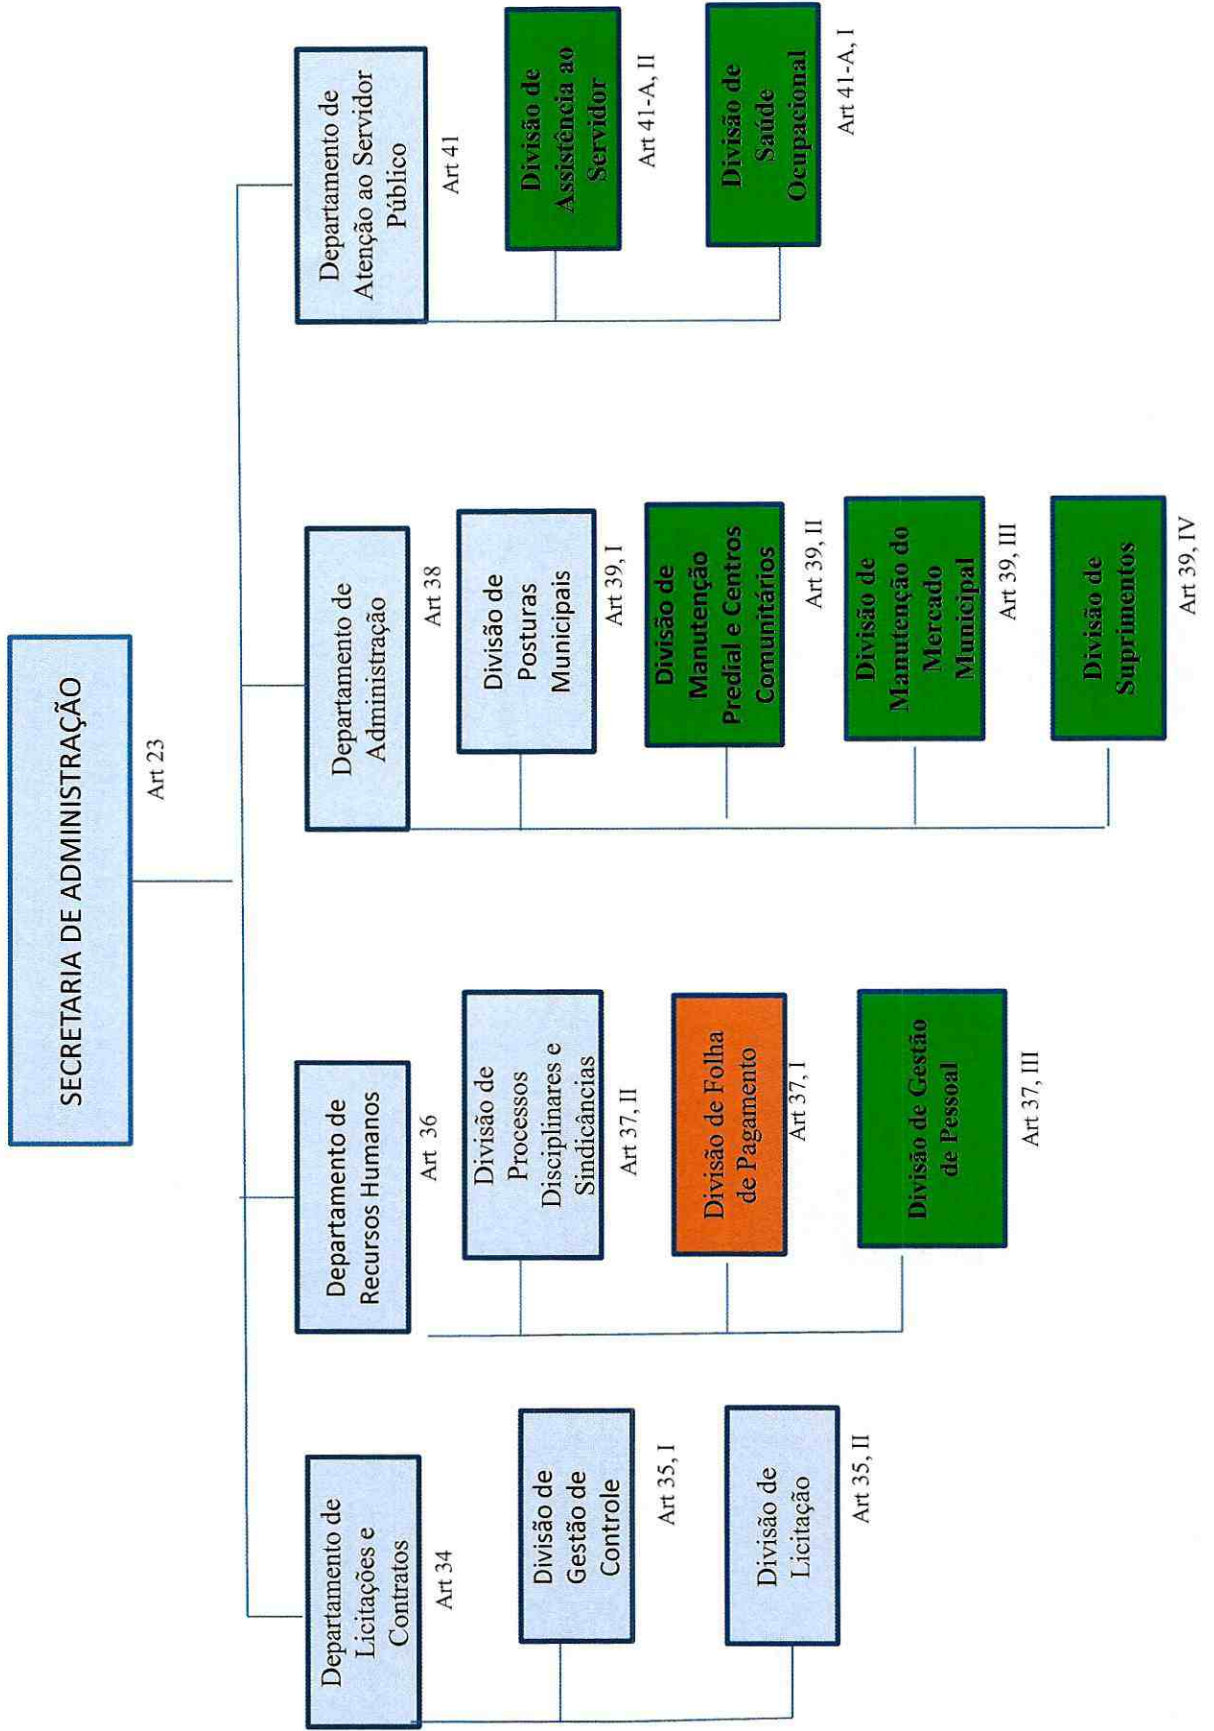 SECRETARIA DE ADMINISTRAÇÃO
Art 23
Departamento de
Licitações e
Contratos
Art 34
Divisão de
Gestão de
Controle
Art 35, I
Divisão de
Licitação
Art 35, II
Departamento de
Recursos Humanos
Art 36
Divisão de
Processos
Disciplinares e
Sindicâncias
Art 37, II
Divisão de Folha
de Pagamento
Art 37, I
Divisão de Gestão
de Pessoal
Art 37, III
Departamento de
Administração
Art 38
Divisão de
Posturas
Municipais
Art 39, I
Divisão de
Manutenção
Predial e Centros
Comunitários
Art 39, II
Divisão de
Manutenção do
Mercado
Municipal
Art 39, III
Divisão de
Suprimentos
Art 39, IV
Departamento de
Atenção ao Servidor
Público
Art 41
Divisão de
Assistência ao
Servidor
Art 41-A, II
Divisão de
Saúde
Ocupacional
Art 41-A, I